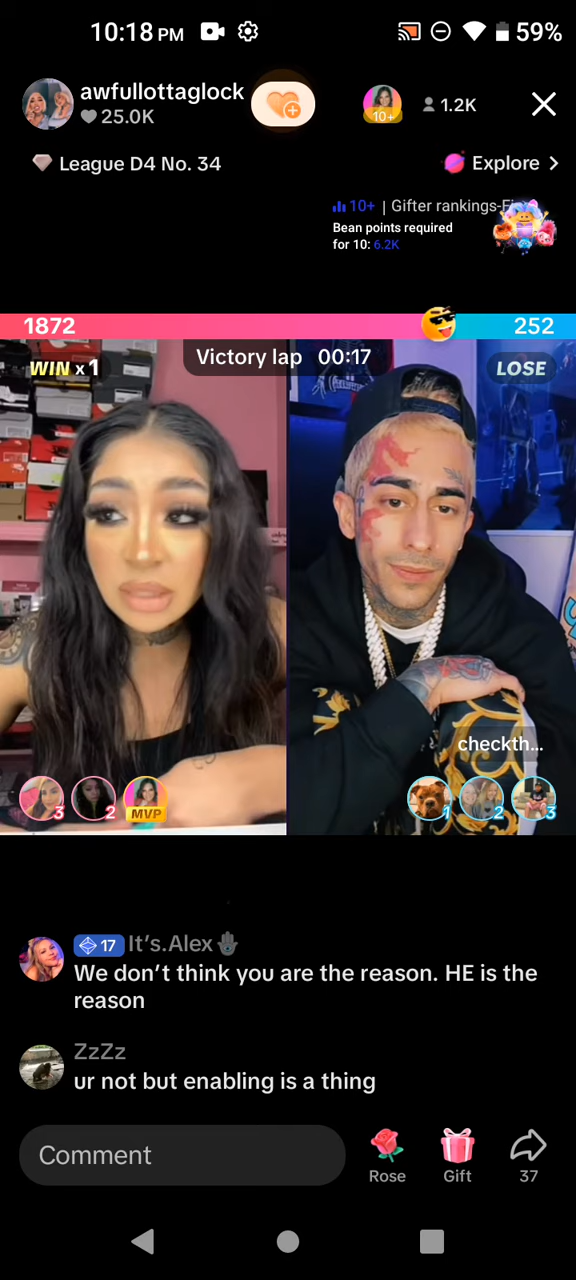 10:18 PM
59%
awfullottaglock
25.0K
10+
1.2K
League D4 No. 34
Explore >
10+ | Gifter rankings-
Bean points required
for 10: 6.2K
1872
252
WIN x 1
Victory lap 00:17
LOSE
checkth...
3
2
MVP
1
2
3
17 It's.Alex
We don't think you are the reason. HE is the
reason
ZzZz
ur not but enabling is a thing
Comment
Rose
Gift
37